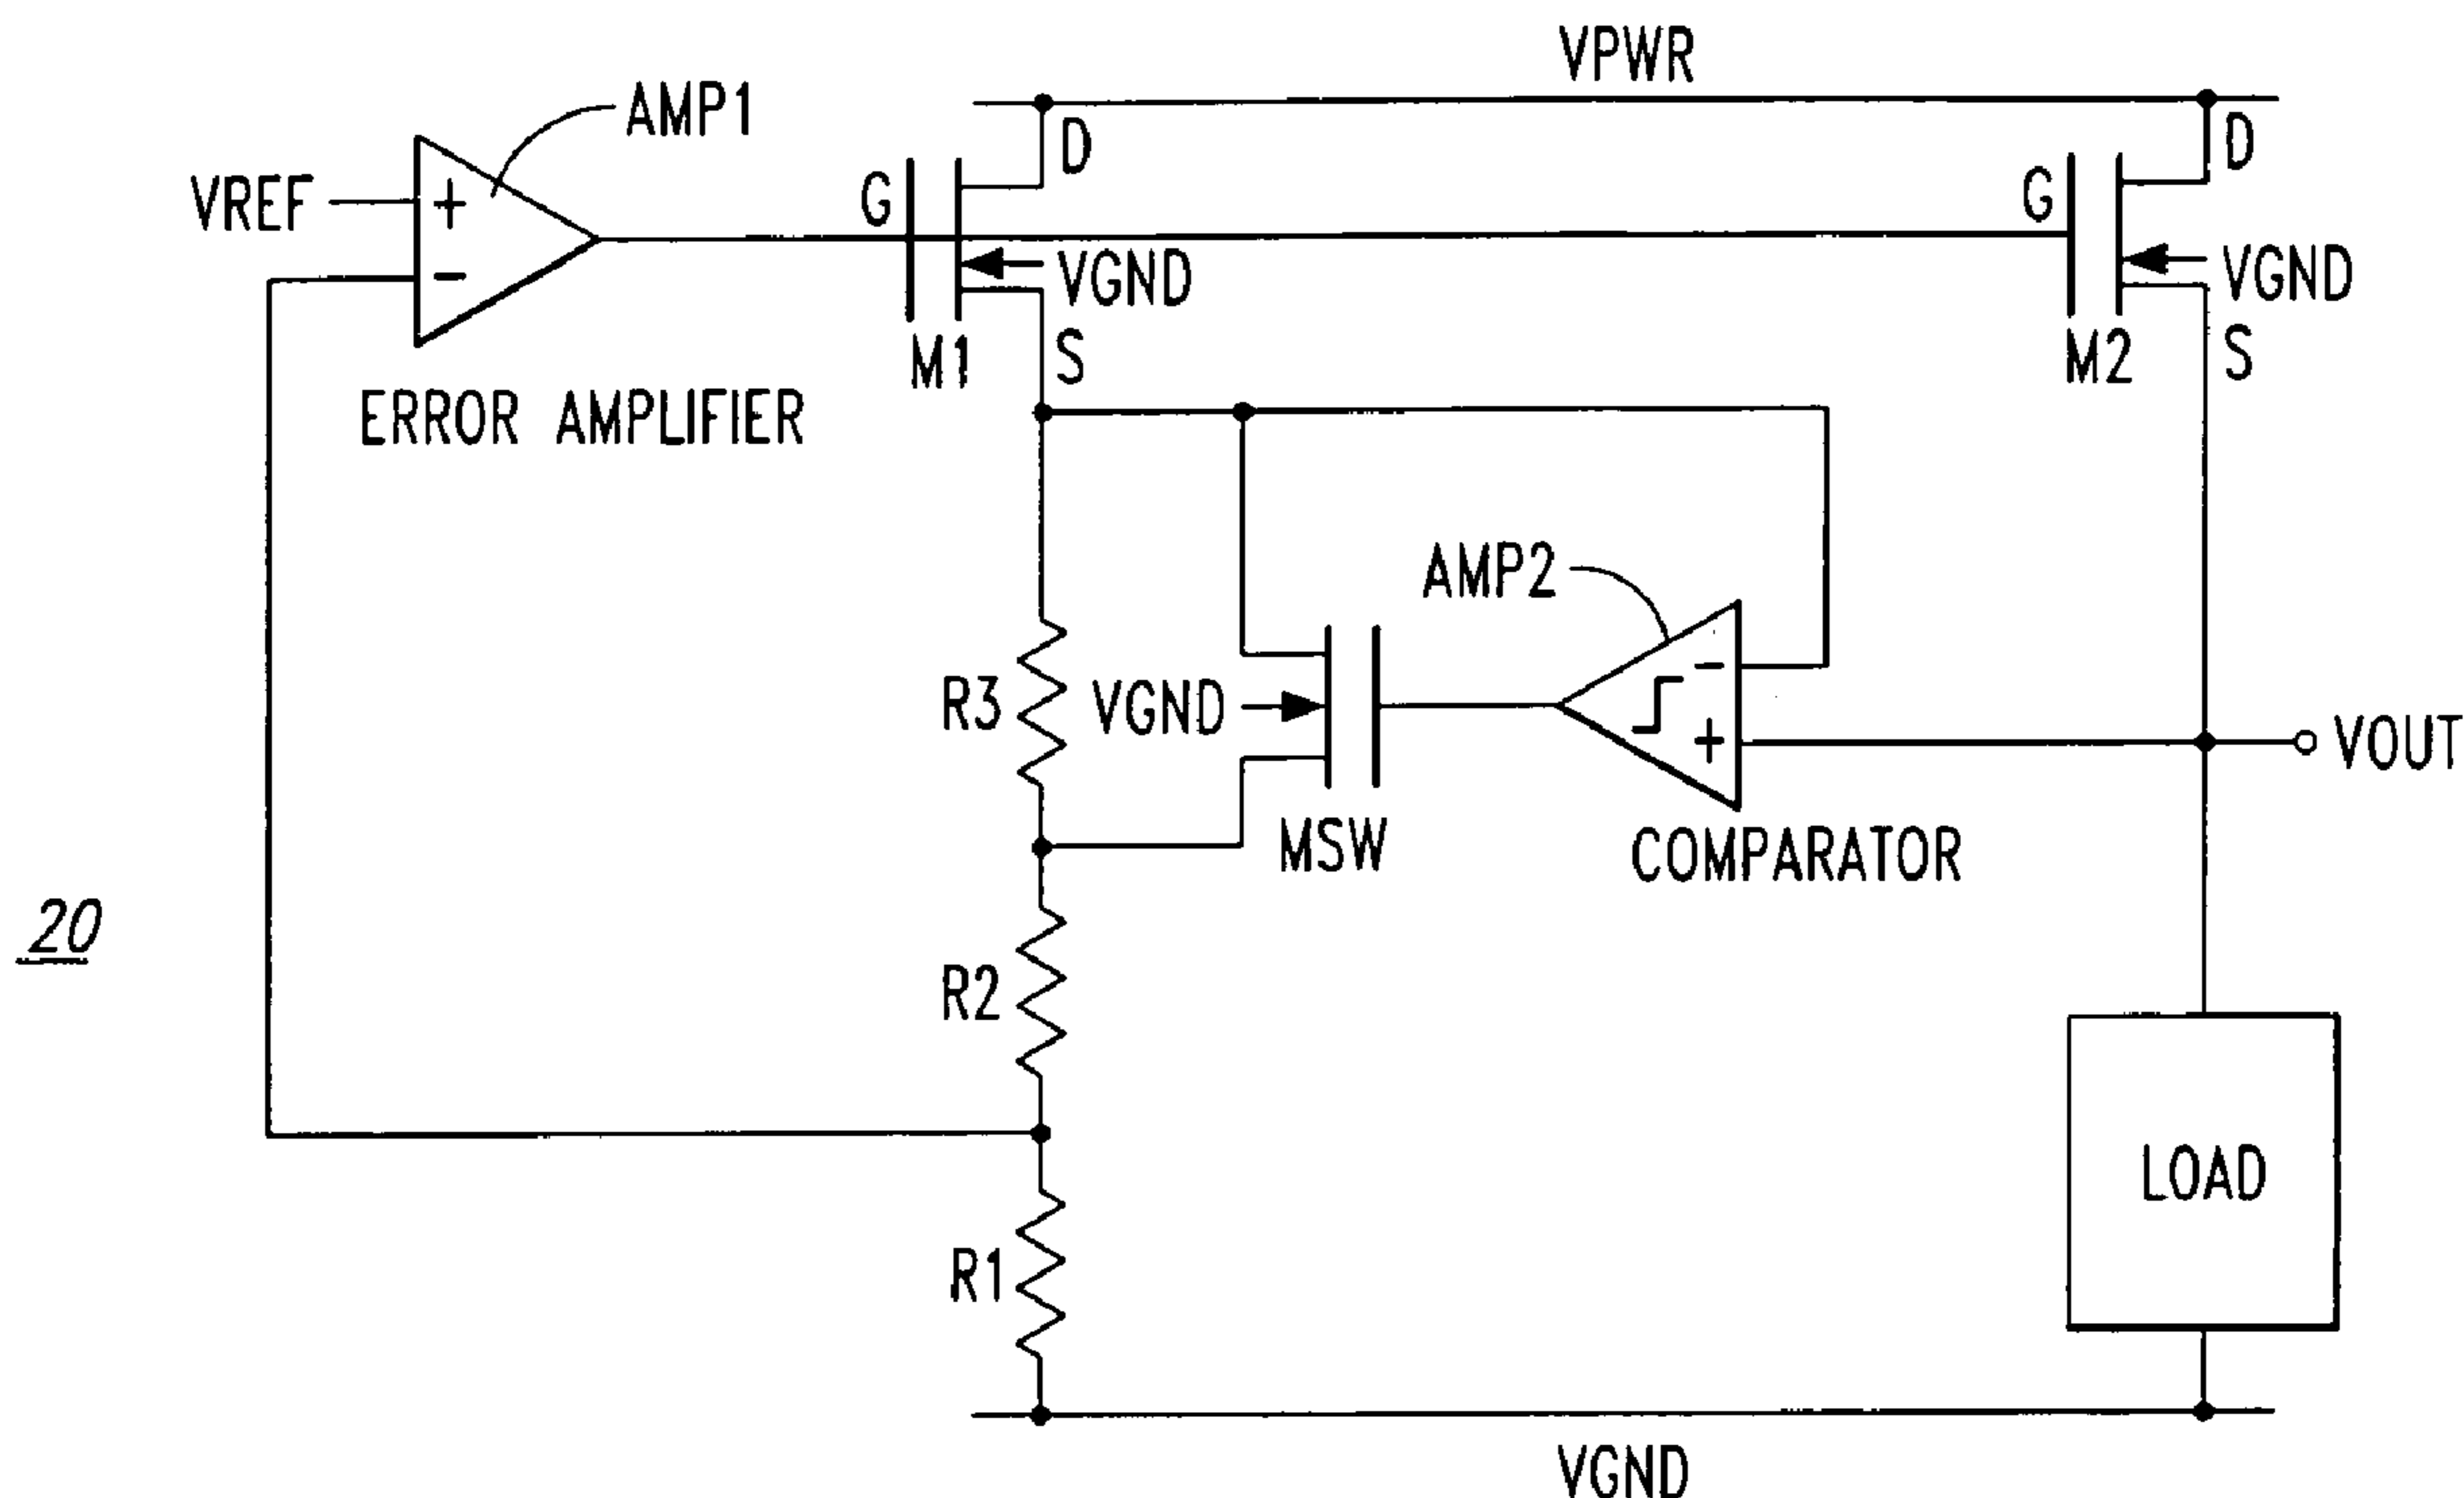 VPWR
AMP1
D
D
VREF
+
G
G
−
VGND
VGND
M1
S
M2
S
ERROR AMPLIFIER
AMP2
−
R3
VGND
+
VOUT
MSW
COMPARATOR
20
R2
LOAD
R1
VGND